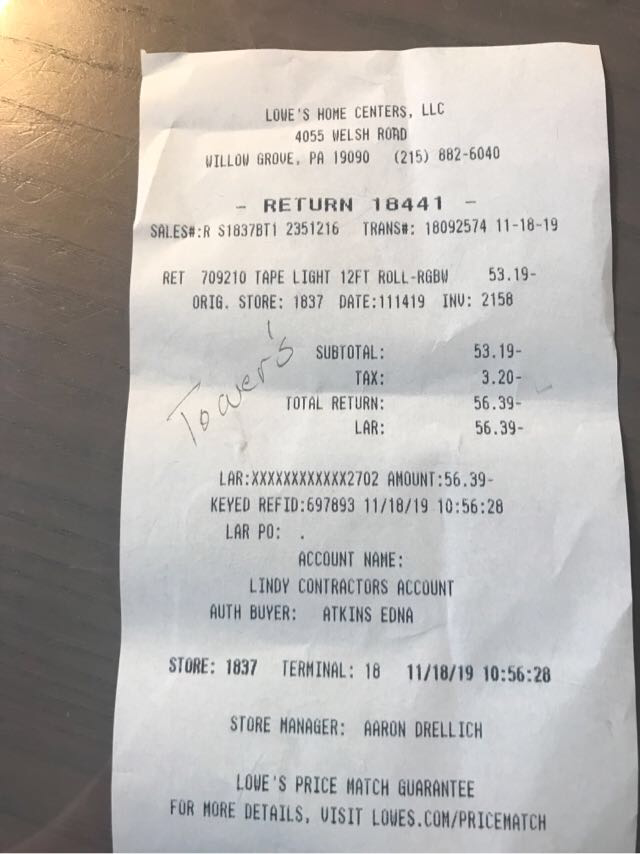 LOWE'S HOME CENTERS, LLC
4055 WELSH ROAD
WILLOW GROVE, PA 19090 (215) 882-6040
- RETURN 18441 -
SALES#:R S1837BT1 2351216 TRANS#: 18092574 11-18-19
RET 709210 TAPE LIGHT 12FT ROLL-RGBW 53.19-
ORIG. STORE: 1837 DATE:111419 INV: 2158
Tower's
SUBTOTAL: 53.19-
TAX: 3.20-
TOTAL RETURN: 56.39-
LAR: 56.39-
LAR:XXXXXXXXXXXX2702 AMOUNT:56.39-
KEYED REFID:697893 11/18/19 10:56:28
LAR PO: .
ACCOUNT NAME:
LINDY CONTRACTORS ACCOUNT
AUTH BUYER: ATKINS EDNA
STORE: 1837 TERMINAL: 18 11/18/19 10:56:28
STORE MANAGER: AARON DRELLICH
LOWE'S PRICE MATCH GUARANTEE
FOR MORE DETAILS, VISIT LOWES.COM/PRICEMATCH